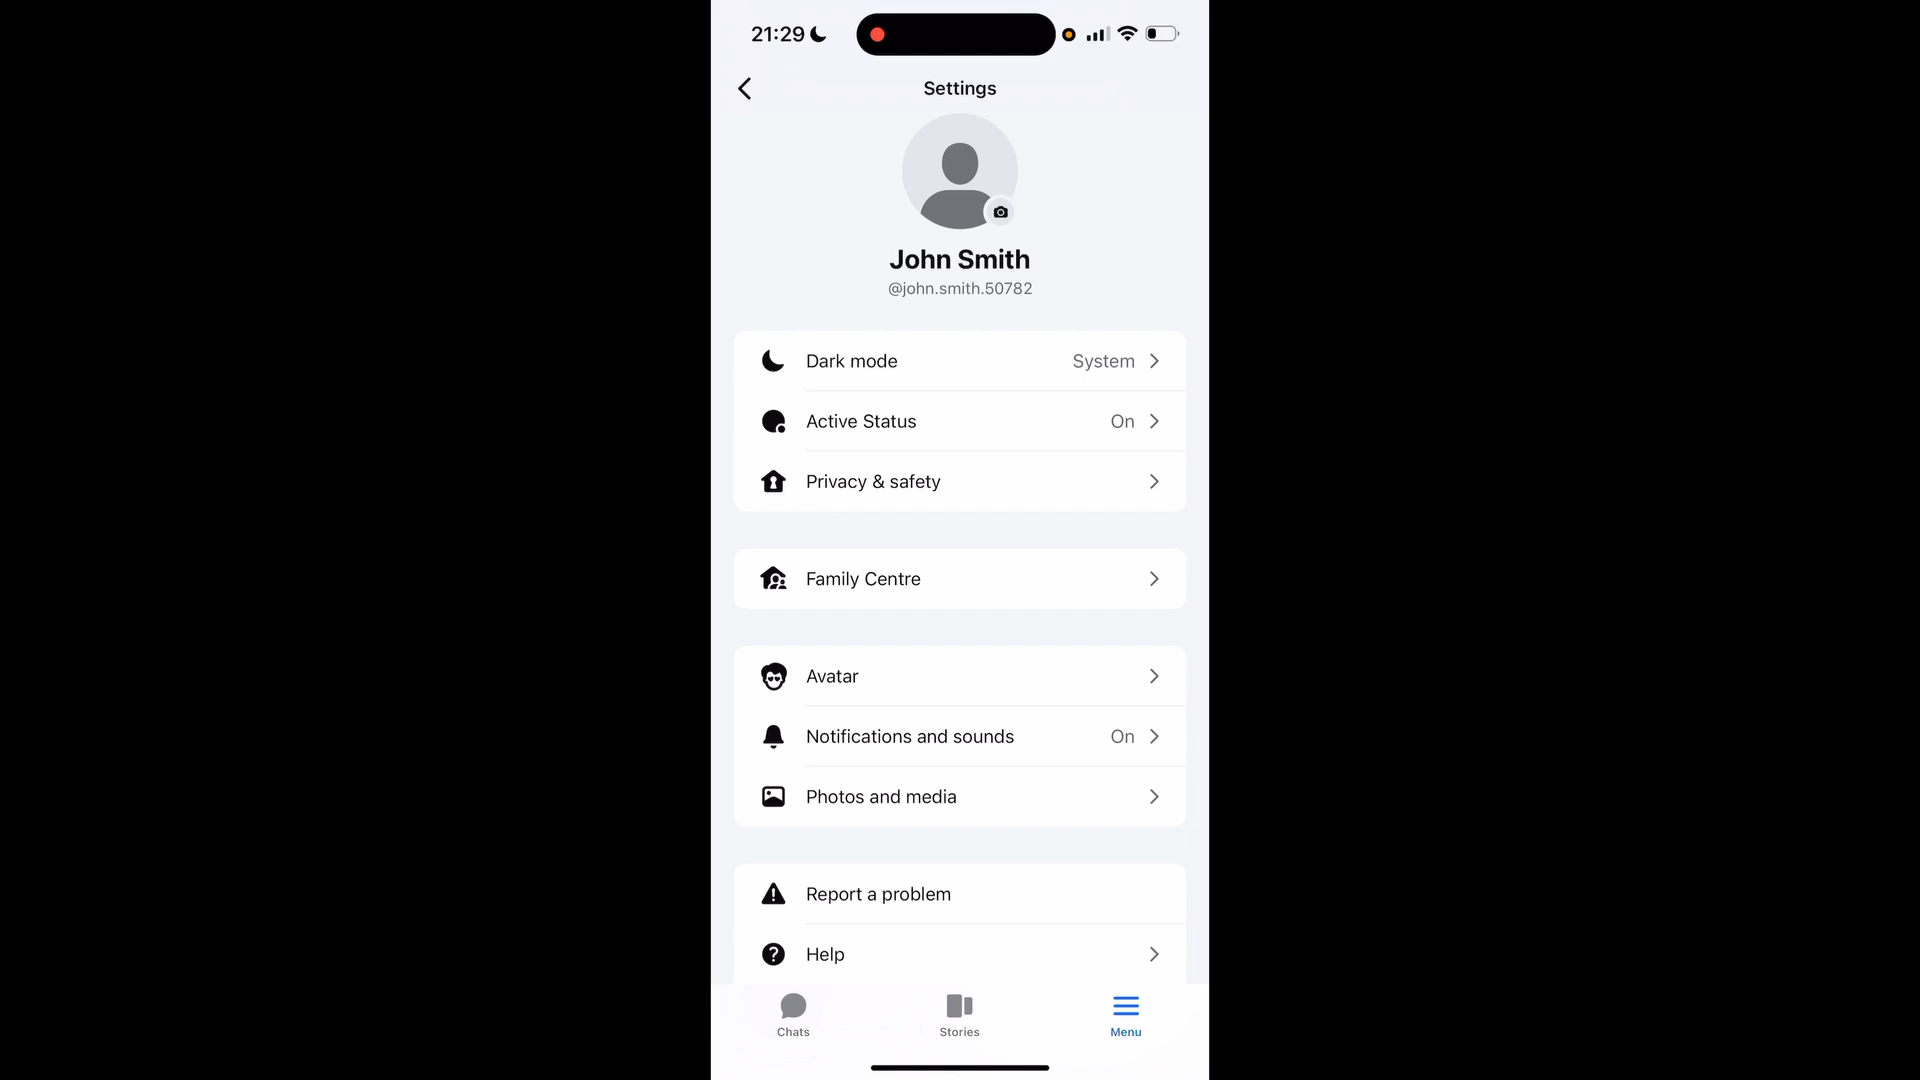 21:29
Settings
John Smith
@john.smith.50782
Dark mode System
Active Status On
Privacy & safety
Family Centre
Avatar
Notifications and sounds On
Photos and media
Report a problem
Help
Chats Stories Menu